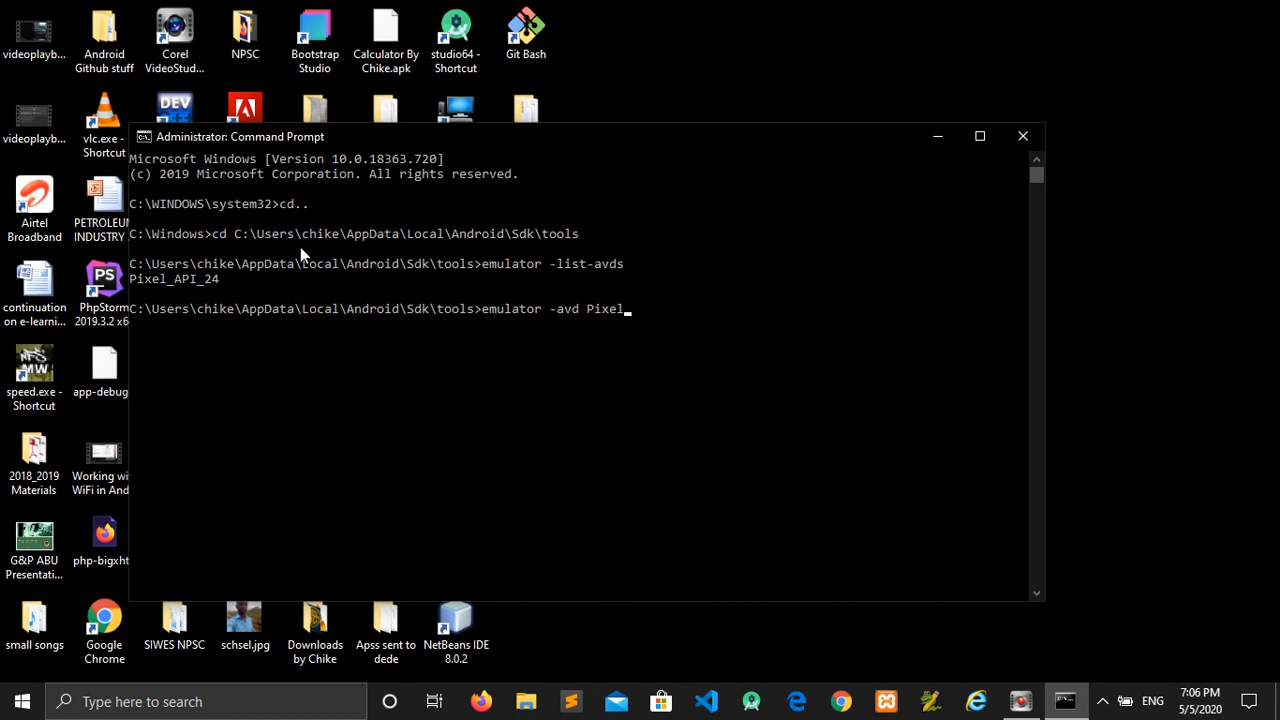 videoplayb...
Android
Github stuff
Corel
VideoStud...
NPSC
Bootstrap
Studio
Calculator By
Chike.apk
studio64 -
Shortcut
Git Bash
videoplayb...
vlc.exe -
Shortcut
DEV
C:\. Administrator: Command Prompt
Microsoft Windows [Version 10.0.18363.720]
(c) 2019 Microsoft Corporation. All rights reserved.
C:\WINDOWS\system32>cd..
C:\Windows>cd C:\Users\chike\AppData\Local\Android\Sdk\tools
C:\Users\chike\AppData\Local\Android\Sdk\tools>emulator -list-avds
Pixel_API_24
C:\Users\chike\AppData\Local\Android\Sdk\tools>emulator -avd Pixel_
Airtel
Broadband
PETROLEUM
INDUSTRY
continuation
on e-learni...
PS
PhpStorm
2019.3.2 x6
NFS
MW
speed.exe -
Shortcut
app-debug
2018_2019
Materials
Working wi
WiFi in And
G&P ABU
Presentati...
php-bigxht
small songs
Google
Chrome
SIWES NPSC
schsel.jpg
Downloads
by Chike
Apss sent to
dede
NetBeans IDE
8.0.2
Type here to search
ENG
7:06 PM
5/5/2020